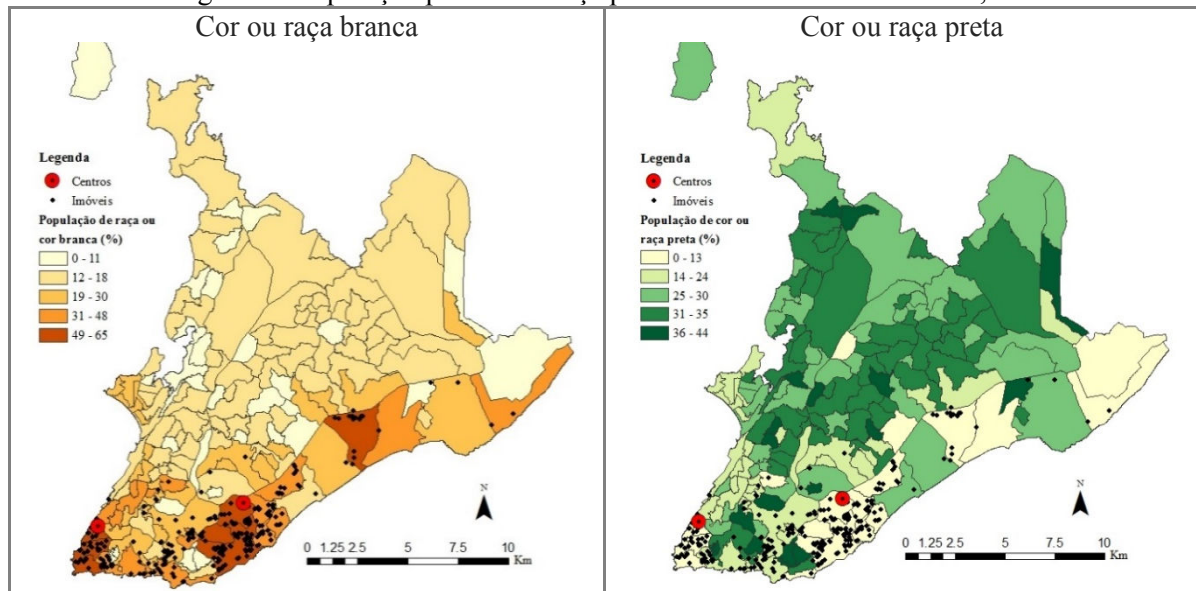 Cor ou raça branca
Legenda
Centros
Imóveis
População de raça ou
cor branca (%)
0 - 11
12 - 18
19 - 30
31 - 48
49 - 65
N
0 1.25 2.5 5 7.5 10
Km
Cor ou raça preta
Legenda
Centros
Imóveis
População de cor ou
raça preta (%)
0 - 13
14 - 24
25 - 30
31 - 35
36 - 44
N
0 1.25 2.5 5 7.5 10
Km